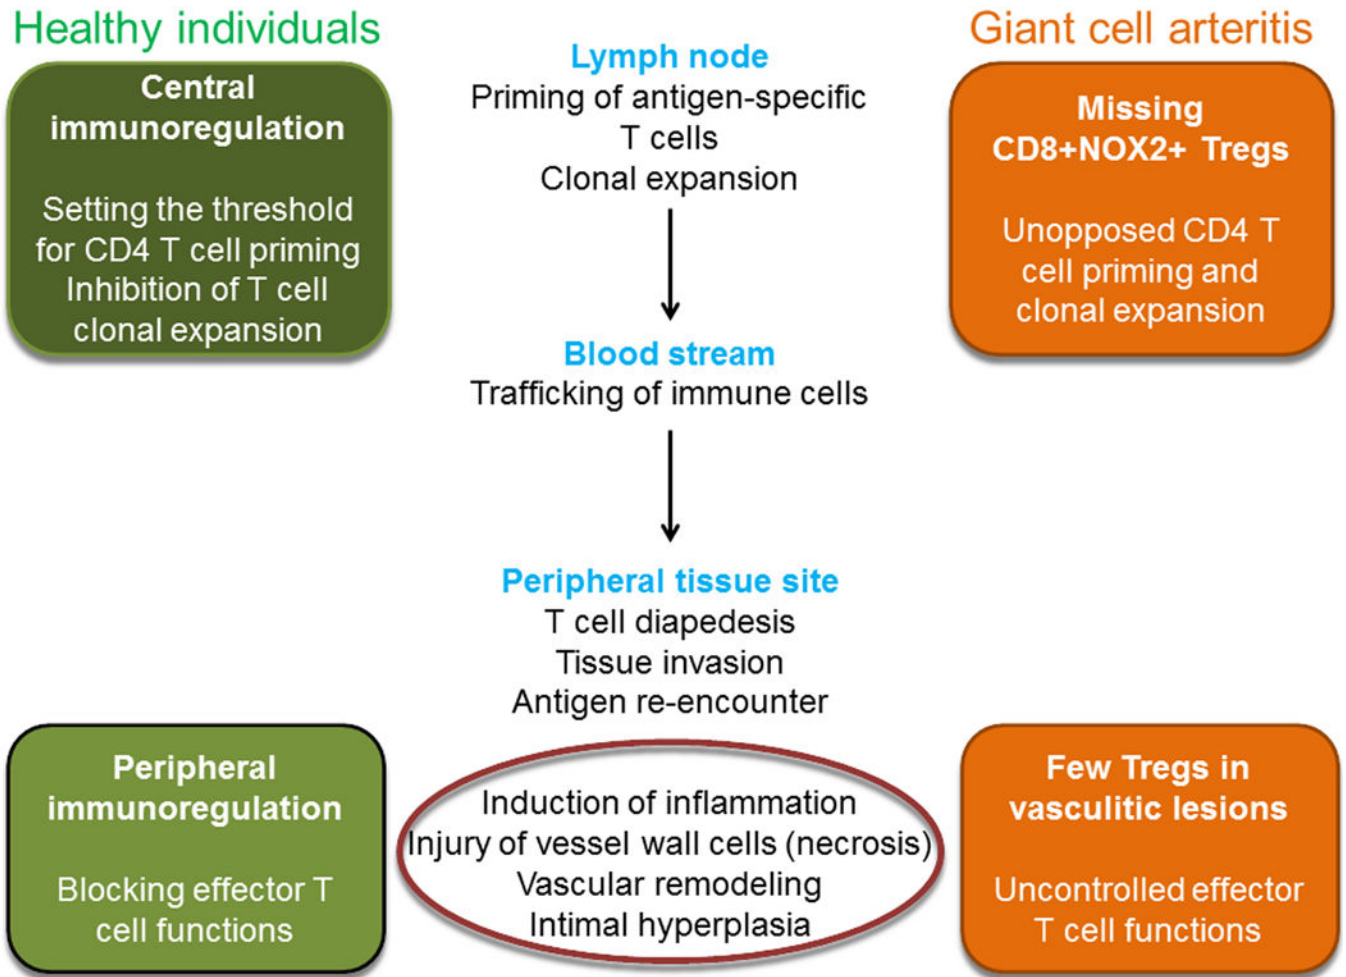 Healthy individuals
Central
immunoregulation
Setting the threshold
for CD4 T cell priming
Inhibition of T cell
clonal expansion
Lymph node
Priming of antigen-specific
T cells
Clonal expansion
Giant cell arteritis
Missing
CD8+NOX2+ Tregs
Unopposed CD4 T
cell priming and
clonal expansion
Blood stream
Trafficking of immune cells
Peripheral tissue site
T cell diapedesis
Tissue invasion
Antigen re-encounter
Peripheral
immunoregulation
Blocking effector T
cell functions
Induction of inflammation
Injury of vessel wall cells (necrosis)
Vascular remodeling
Intimal hyperplasia
Few Tregs in
vasculitic lesions
Uncontrolled effector
T cell functions